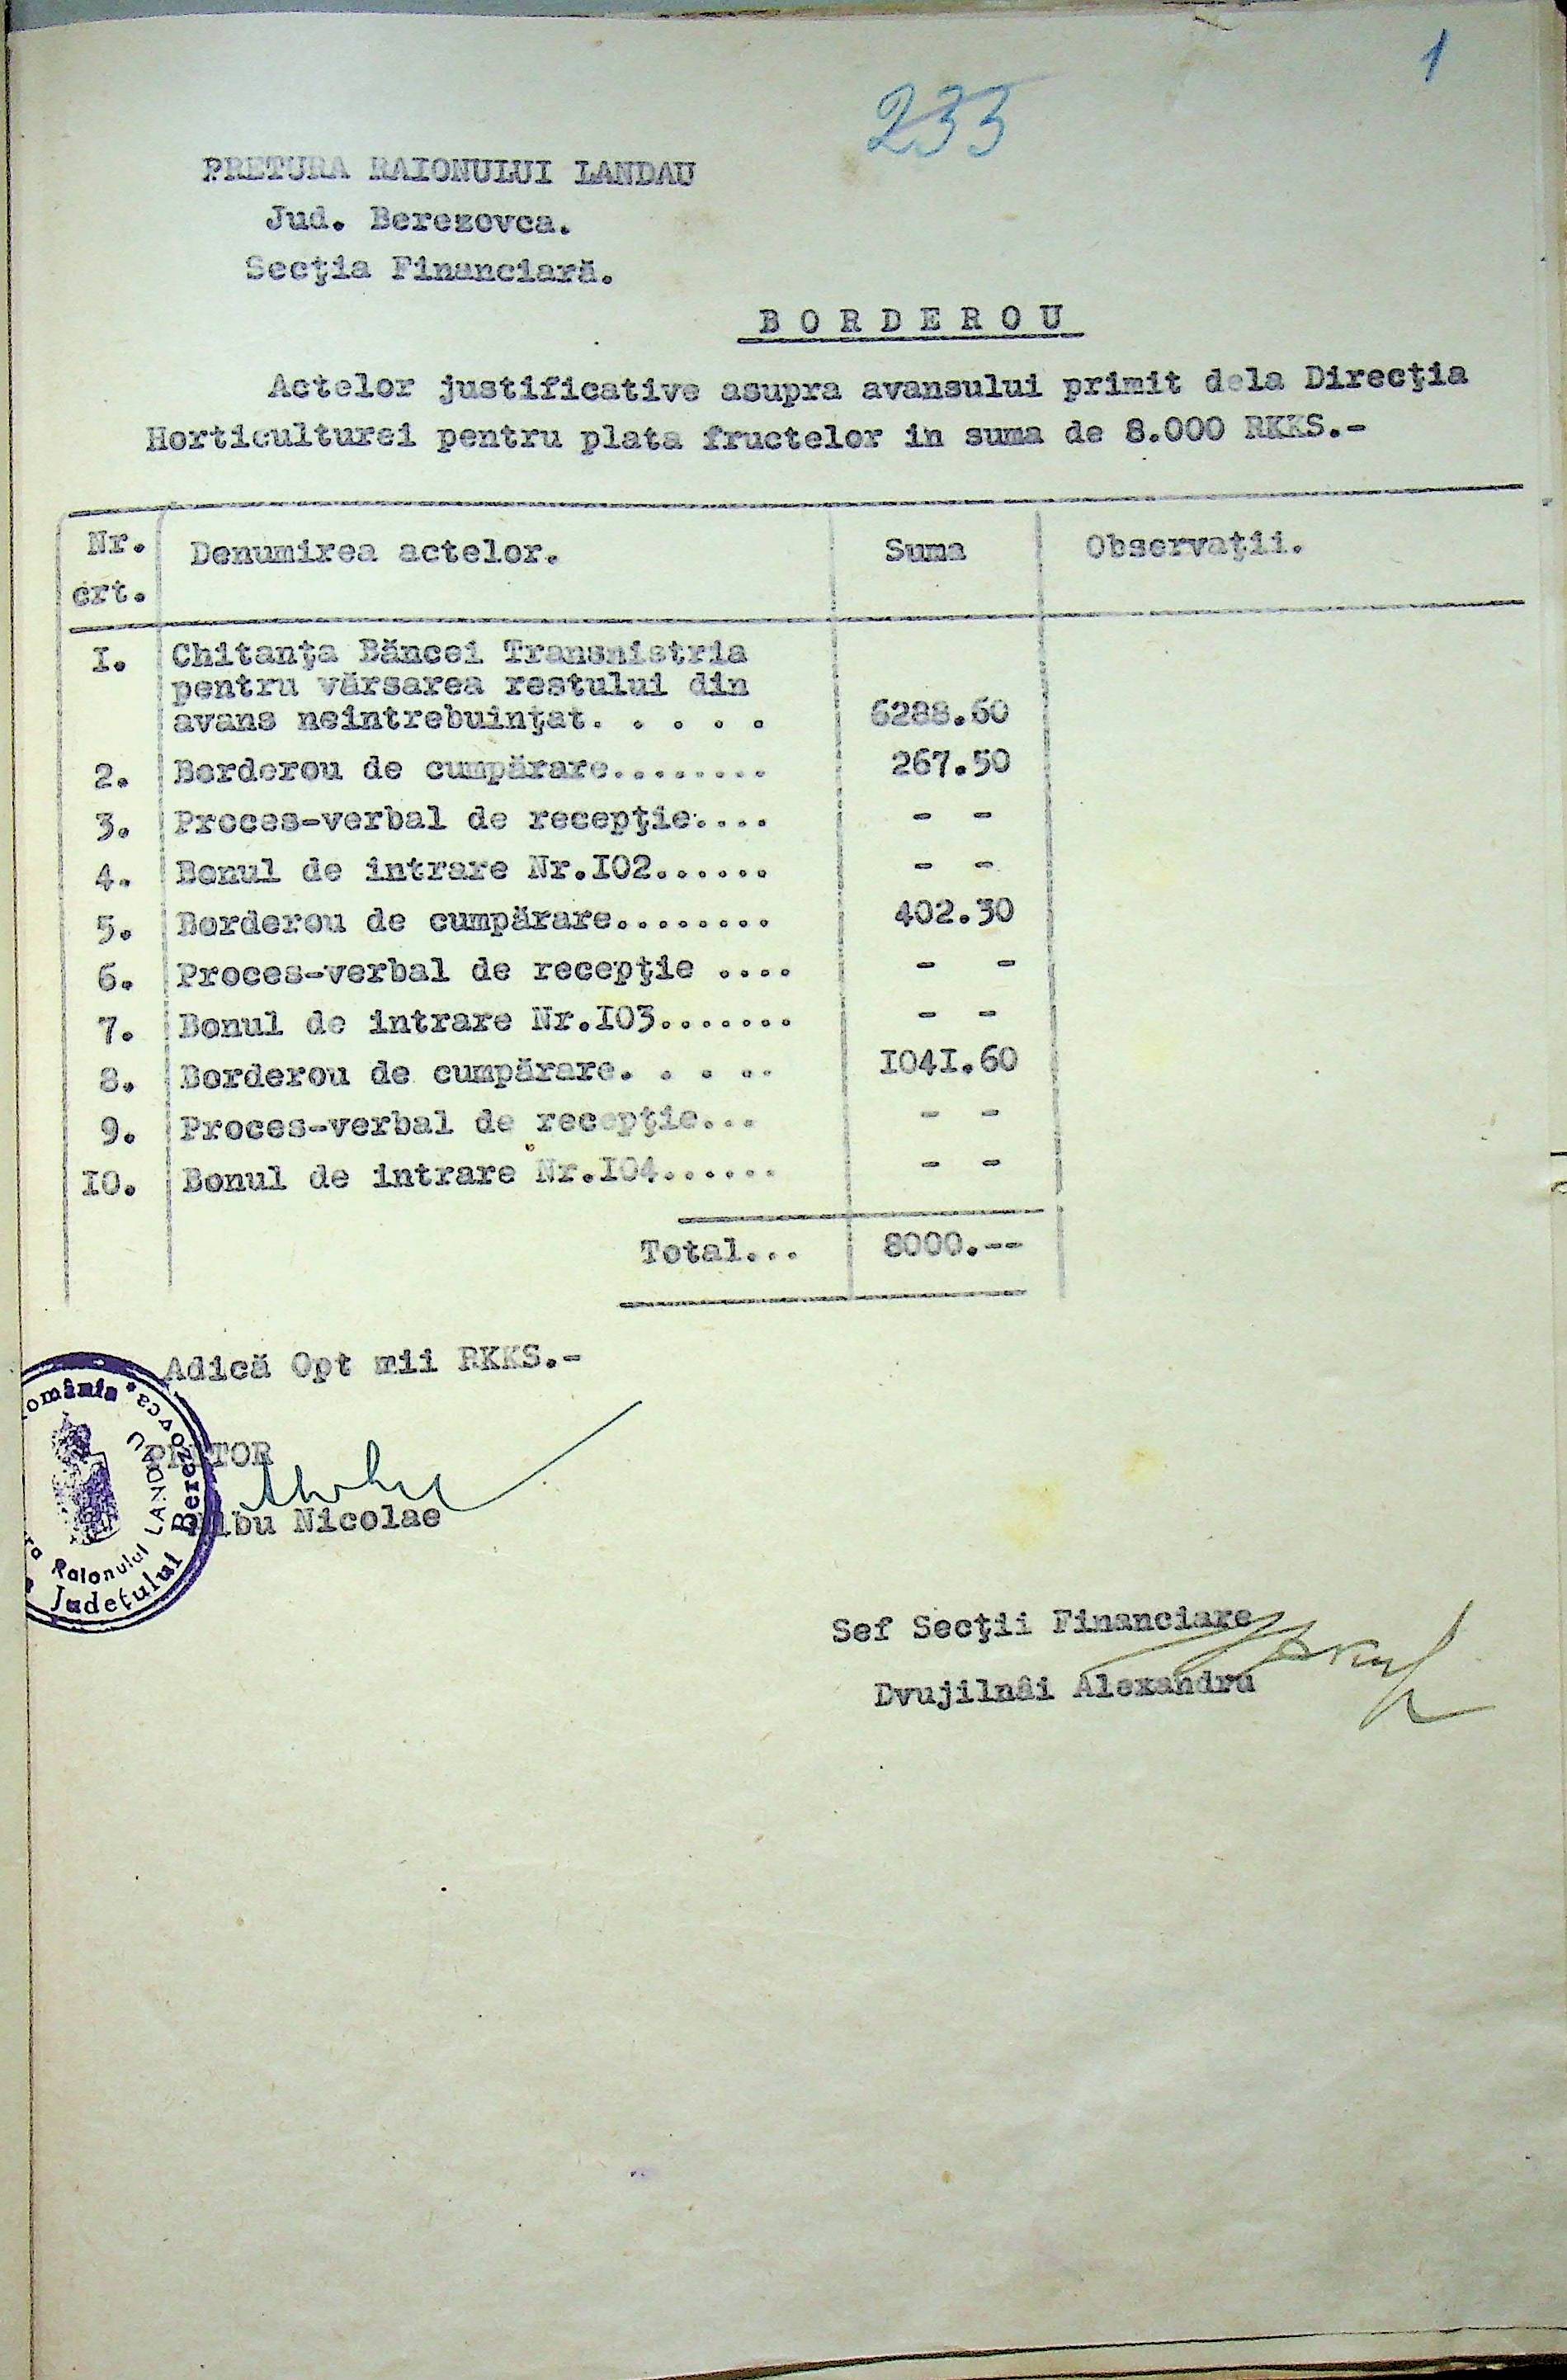 1
233
PRETURA RAIONULUI LANDAU
Jud. Berezovca.
Secţia Financiară.
B O R D E R O U
Actelor justificative asupra avansului primit dela Direcţia
Horticulturei pentru plata fructelor in suma de 8.000 RKKS.-
Nr. crt. Denumirea actelor. Suma Observaţii.
I. Chitanţa Băncei Transnistria
pentru vărsarea restului din
avans neintrebuinţat. . . . . 6288.60
2. Borderou de cumpărare........ 267.50
3. Proces-verbal de recepţie.... - -
4. Bonul de intrare Nr.I02...... - -
5. Borderou de cumpărare........ 402.30
6. Proces-verbal de recepţie .... - -
7. Bonul de intrare Nr.I03....... - -
8. Borderou de cumpărare. . . .. I04I.60
9. Proces-verbal de recepţie... - -
I0. Bonul de intrare Nr.I04...... - -
Total... 8000.--
Adică Opt mii RKKS.-
PRETOR
Nicolae
Raionului LANDAU
Județului Berezovca
Sef Secţii Financiare
Dvujilnâi Alexandru